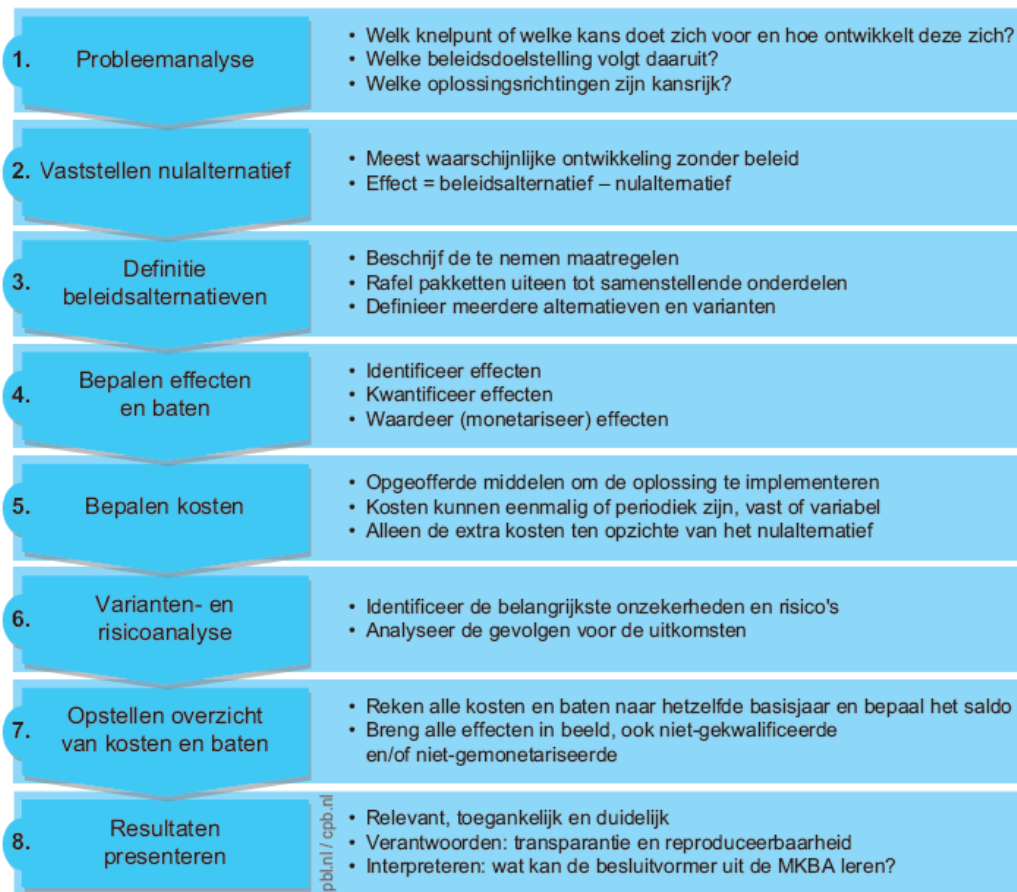 1. Probleemanalyse
• Welk knelpunt of welke kans doet zich voor en hoe ontwikkelt deze zich?
• Welke beleidsdoelstelling volgt daaruit?
• Welke oplossingsrichtingen zijn kansrijk?
2. Vaststellen nulalternatief
• Meest waarschijnlijke ontwikkeling zonder beleid
• Effect = beleidsalternatief – nulalternatief
3. Definitie
beleidsalternatieven
• Beschrijf de te nemen maatregelen
• Rafel pakketten uiteen tot samenstellende onderdelen
• Definieer meerdere alternatieven en varianten
4. Bepalen effecten
en baten
• Identificeer effecten
• Kwantificeer effecten
• Waardeer (monetariseer) effecten
5. Bepalen kosten
• Opgeofferde middelen om de oplossing te implementeren
• Kosten kunnen eenmalig of periodiek zijn, vast of variabel
• Alleen de extra kosten ten opzichte van het nulalternatief
6. Varianten- en
risicoanalyse
• Identificeer de belangrijkste onzekerheden en risico's
• Analyseer de gevolgen voor de uitkomsten
7. Opstellen overzicht
van kosten en baten
• Reken alle kosten en baten naar hetzelfde basisjaar en bepaal het saldo
• Breng alle effecten in beeld, ook niet-gekwalificeerde
en/of niet-gemonetariseerde
8. Resultaten
presenteren
• Relevant, toegankelijk en duidelijk
• Verantwoorden: transparantie en reproduceerbaarheid
• Interpreteren: wat kan de besluitvormer uit de MKBA leren?
pbl.nl / cpb.nl